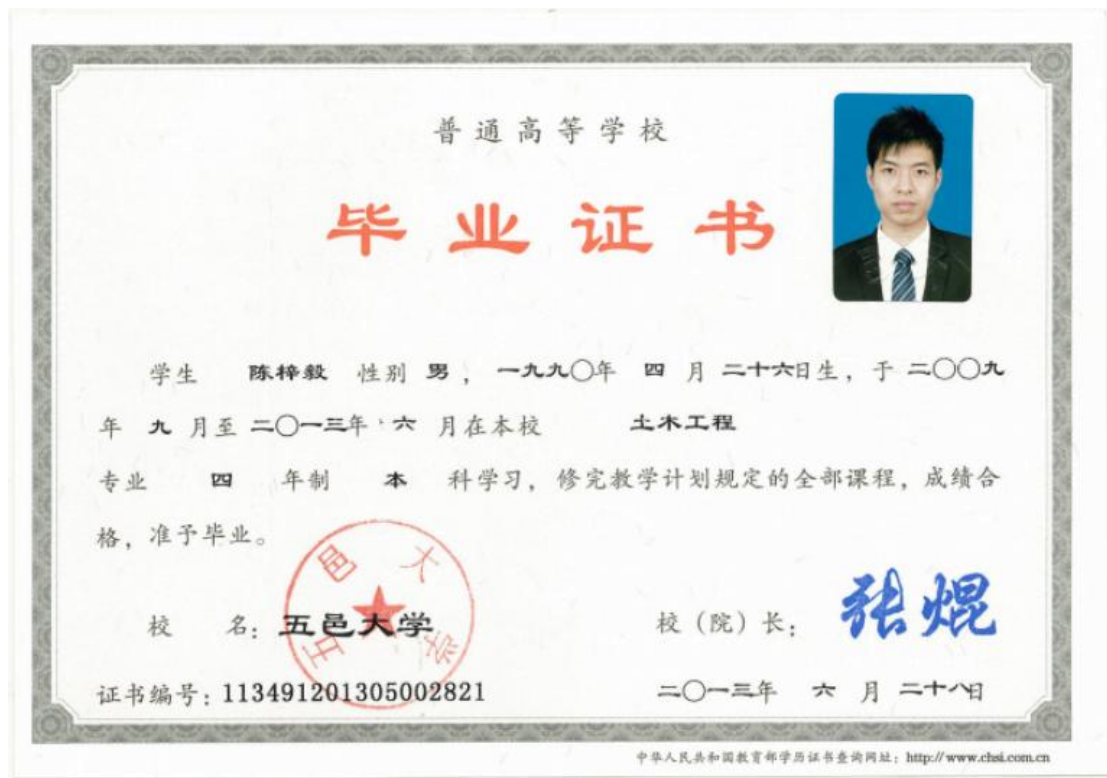 普通高等学校
毕业证书
学生 陈梓毅 性别 男，一九九〇年 四 月 二十六日生，于 二〇〇九
年 九 月至 二〇一三年 六 月在本校 土木工程
专业 四 年制 本 科学习，修完教学计划规定的全部课程，成绩合
格，准予毕业。
五邑大学
校 名：五邑大学 校（院）长：张焜
证书编号：113491201305002821 二〇一三年 六 月 二十八日
中华人民共和国教育部学历证书查询网址：http://www.chsi.com.cn